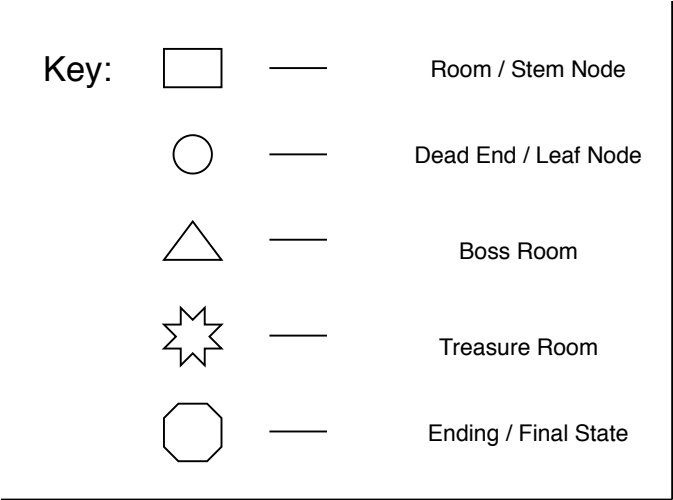 Key:
Room / Stem Node
Dead End / Leaf Node
Boss Room
Treasure Room
Ending / Final State